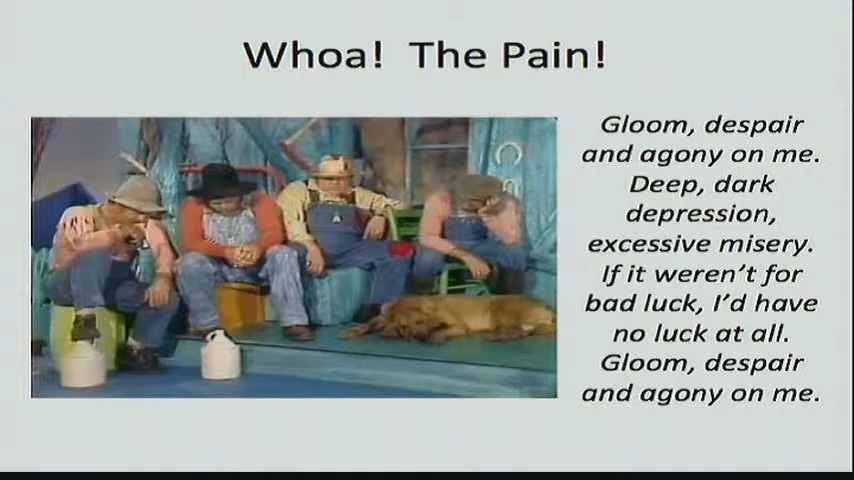 Whoa!  The Pain!
Gloom, despair
and agony on me.
Deep, dark
depression,
excessive misery.
If it weren't for
bad luck, I'd have
no luck at all.
Gloom, despair
and agony on me.